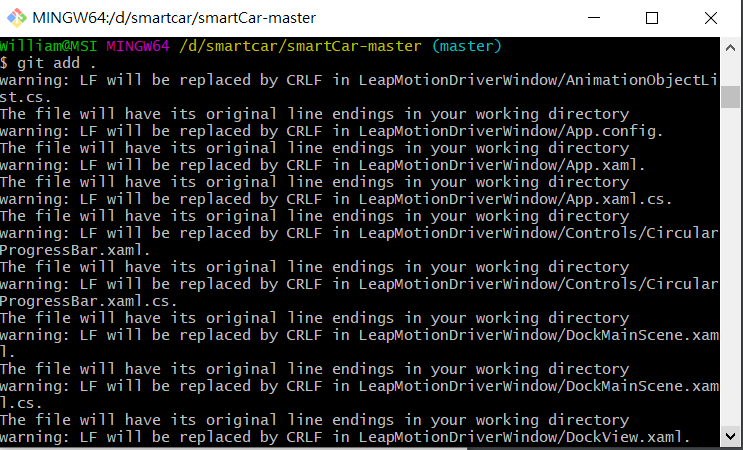 MINGW64:/d/smartcar/smartCar-master
William@MSI MINGW64 /d/smartcar/smartCar-master (master)
$ git add .
warning: LF will be replaced by CRLF in LeapMotionDriverWindow/AnimationObjectLi
st.cs.
The file will have its original line endings in your working directory
warning: LF will be replaced by CRLF in LeapMotionDriverWindow/App.config.
The file will have its original line endings in your working directory
warning: LF will be replaced by CRLF in LeapMotionDriverWindow/App.xaml.
The file will have its original line endings in your working directory
warning: LF will be replaced by CRLF in LeapMotionDriverWindow/App.xaml.cs.
The file will have its original line endings in your working directory
warning: LF will be replaced by CRLF in LeapMotionDriverWindow/Controls/Circular
ProgressBar.xaml.
The file will have its original line endings in your working directory
warning: LF will be replaced by CRLF in LeapMotionDriverWindow/Controls/Circular
ProgressBar.xaml.cs.
The file will have its original line endings in your working directory
warning: LF will be replaced by CRLF in LeapMotionDriverWindow/DockMainScene.xam
l.
The file will have its original line endings in your working directory
warning: LF will be replaced by CRLF in LeapMotionDriverWindow/DockMainScene.xam
l.cs.
The file will have its original line endings in your working directory
warning: LF will be replaced by CRLF in LeapMotionDriverWindow/DockView.xaml.